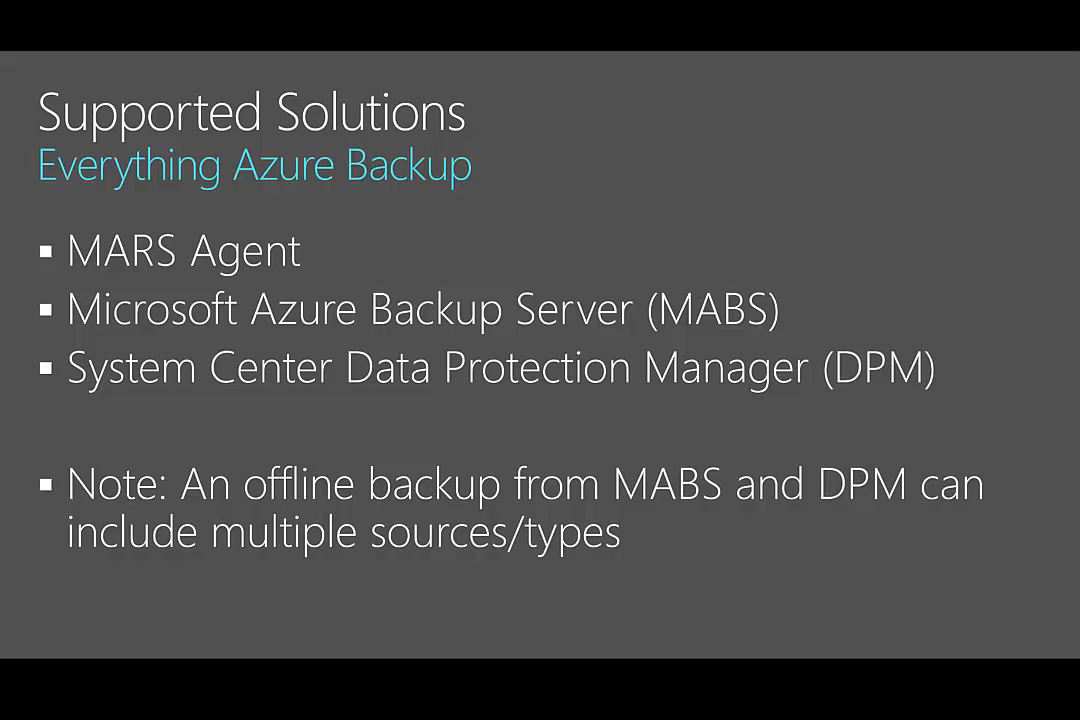 Supported Solutions
Everything Azure Backup
▪ MARS Agent
▪ Microsoft Azure Backup Server (MABS)
▪ System Center Data Protection Manager (DPM)
▪ Note: An offline backup from MABS and DPM can
include multiple sources/types